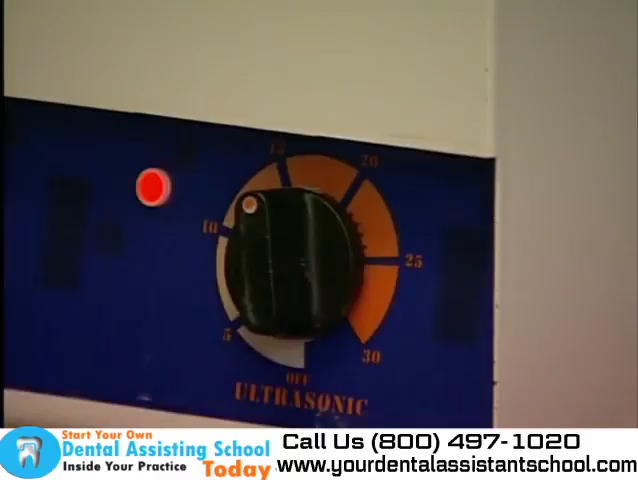 15
20
10
25
5
30
OFF
ULTRASONIC
Start Your Own
Dental Assisting School
Inside Your Practice Today
Call Us (800) 497-1020
www.yourdentalassistantschool.com